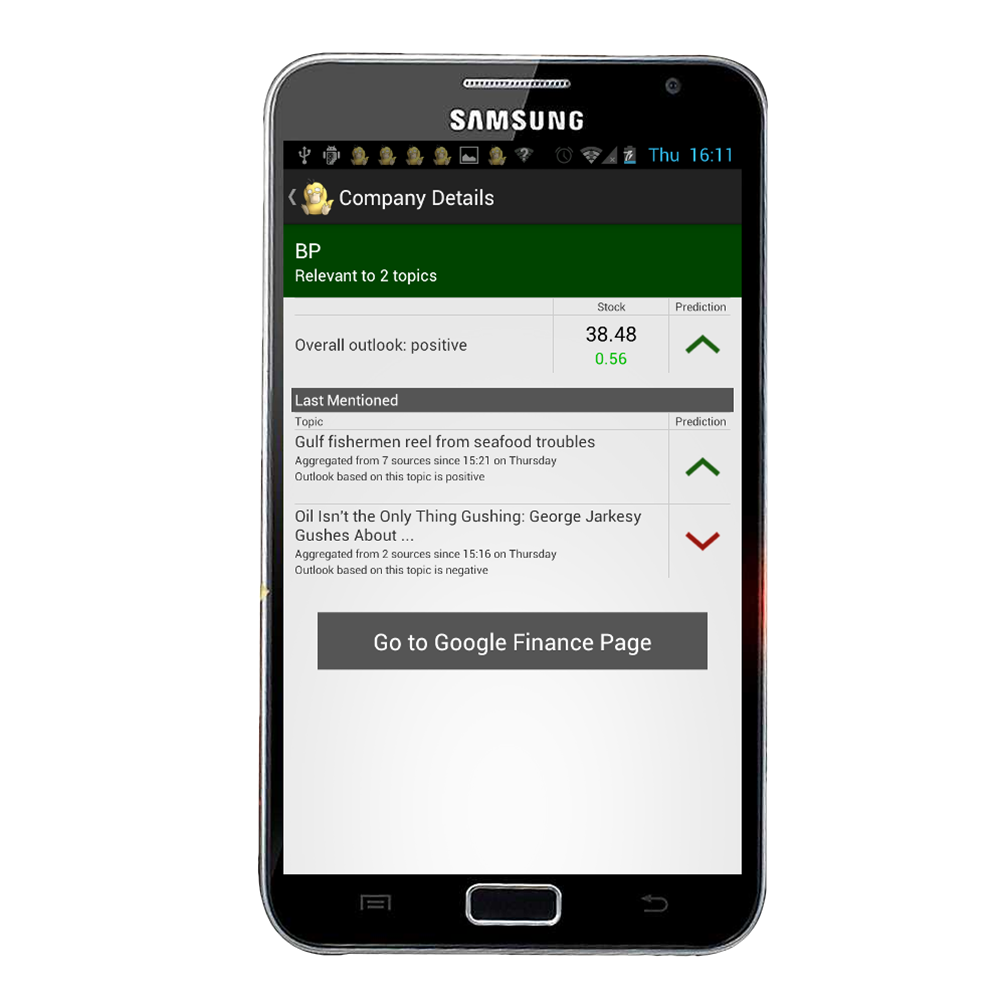 SAMSUNG
Thu 16:11
Company Details
BP
Relevant to 2 topics
Stock Prediction
Overall outlook: positive
38.48
0.56
Last Mentioned
Topic Prediction
Gulf fishermen reel from seafood troubles
Aggregated from 7 sources since 15:21 on Thursday
Outlook based on this topic is positive
Oil Isn't the Only Thing Gushing: George Jarkesy
Gushes About ...
Aggregated from 2 sources since 15:16 on Thursday
Outlook based on this topic is negative
Go to Google Finance Page